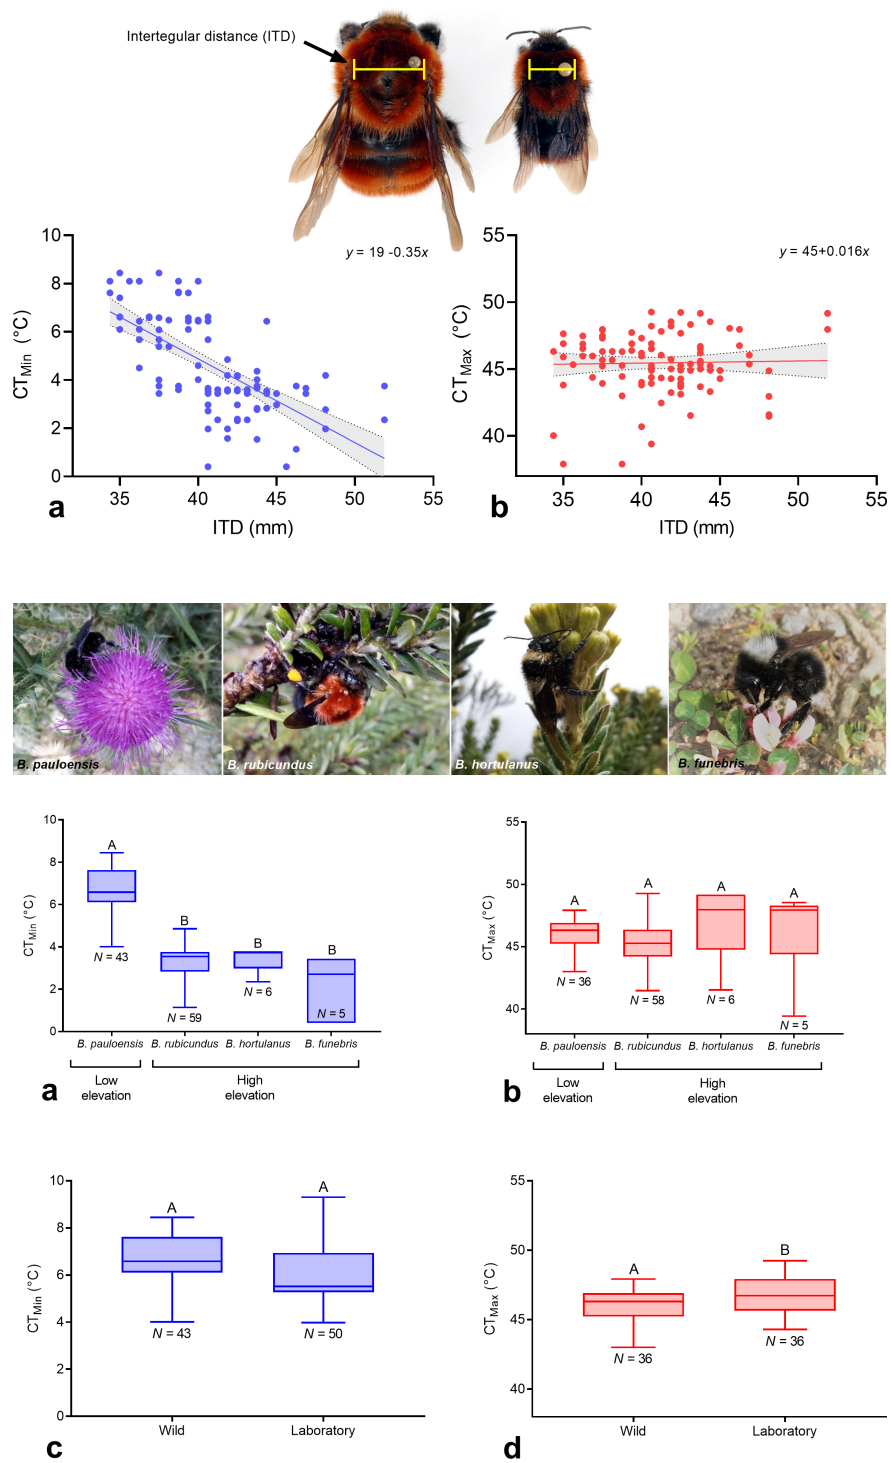 Intertegular distance (ITD)
10
8
6
4
2
0
CTMin (°C)
y = 19 -0.35x
35
40
45
50
55
a
ITD (mm)
55
50
45
40
CTMax (°C)
y = 45+0.016x
35
40
45
50
55
b
ITD (mm)
B. pauloensis
B. rubicundus
B. hortulanus
B. funebris
10
8
6
4
2
0
CTMin (°C)
A
B
B
B
N = 43
N = 59
N = 6
N = 5
B. pauloensis
B. rubicundus
B. hortulanus
B. funebris
a
Low
elevation
High
elevation
55
50
45
40
CTMax (°C)
A
A
A
A
N = 36
N = 58
N = 6
N = 5
B. pauloensis
B. rubicundus
B. hortulanus
B. funebris
b
Low
elevation
High
elevation
10
8
6
4
2
0
CTMin (°C)
A
A
N = 43
N = 50
Wild
Laboratory
c
55
50
45
40
CTMax (°C)
A
B
N = 36
N = 36
Wild
Laboratory
d